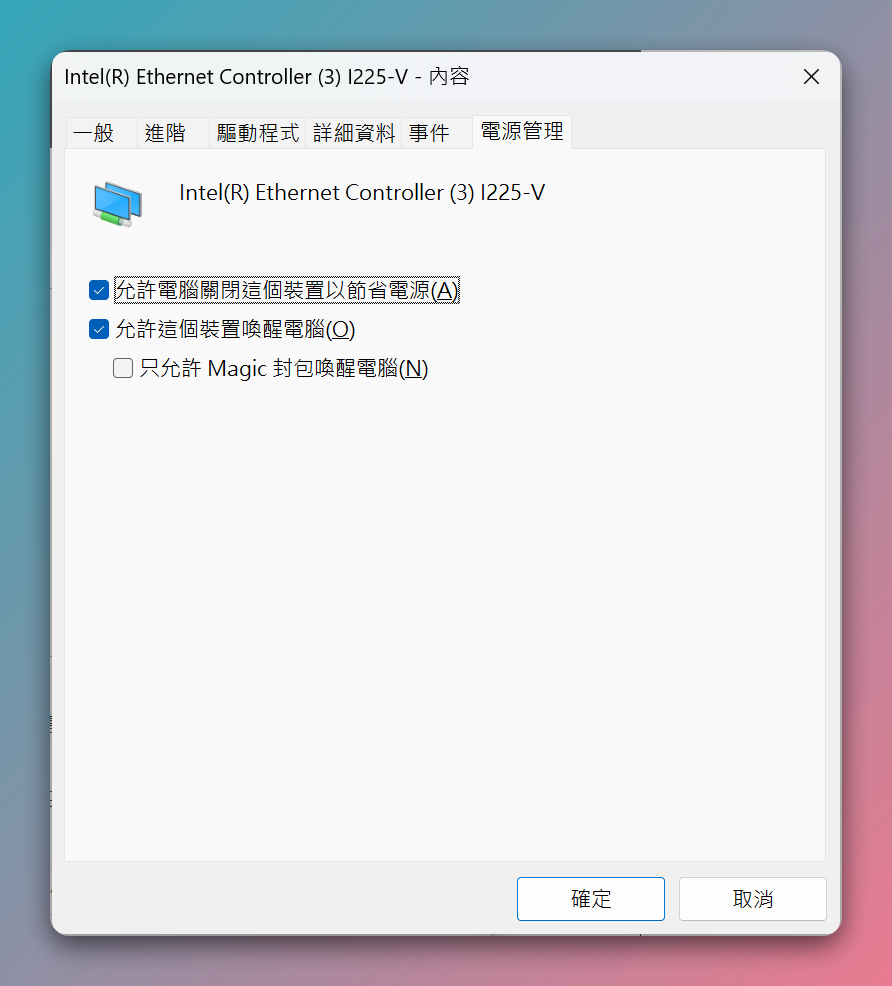 Intel(R) Ethernet Controller (3) I225-V - 內容
一般 進階 驅動程式 詳細資料 事件 電源管理
Intel(R) Ethernet Controller (3) I225-V
允許電腦關閉這個裝置以節省電源(A)
允許這個裝置喚醒電腦(O)
只允許 Magic 封包喚醒電腦(N)
確定 取消